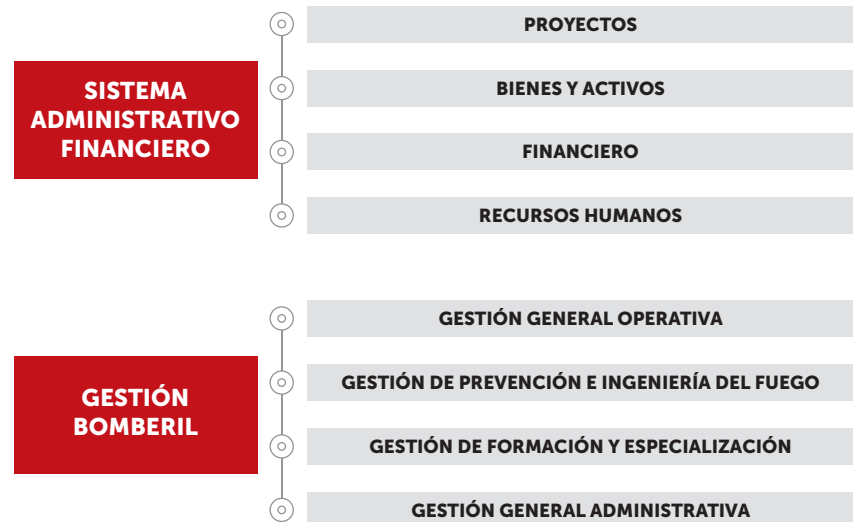 SISTEMA
ADMINISTRATIVO
FINANCIERO
PROYECTOS
BIENES Y ACTIVOS
FINANCIERO
RECURSOS HUMANOS
GESTIÓN
BOMBERIL
GESTIÓN GENERAL OPERATIVA
GESTIÓN DE PREVENCIÓN E INGENIERÍA DEL FUEGO
GESTIÓN DE FORMACIÓN Y ESPECIALIZACIÓN
GESTIÓN GENERAL ADMINISTRATIVA